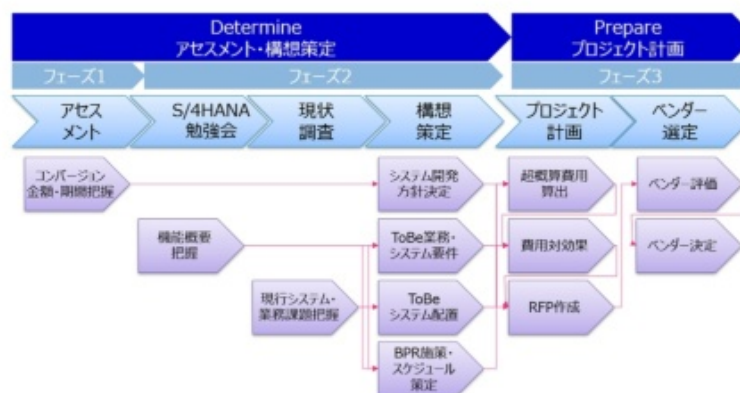 Determine
アセスメント・構想策定
Prepare
プロジェクト計画
フェーズ1
フェーズ2
フェーズ3
アセス
メント
S/4HANA
勉強会
現状
調査
構想
策定
プロジェクト
計画
ベンダー
選定
コンバージョン
金額・期間把握
システム開発
方針決定
超概算費用
算出
ベンダー評価
機能概要
把握
ToBe業務・
システム要件
費用対効果
ベンダー決定
現行システム・
業務課題把握
ToBe
システム配置
RFP作成
BPR施策・
スケジュール
策定